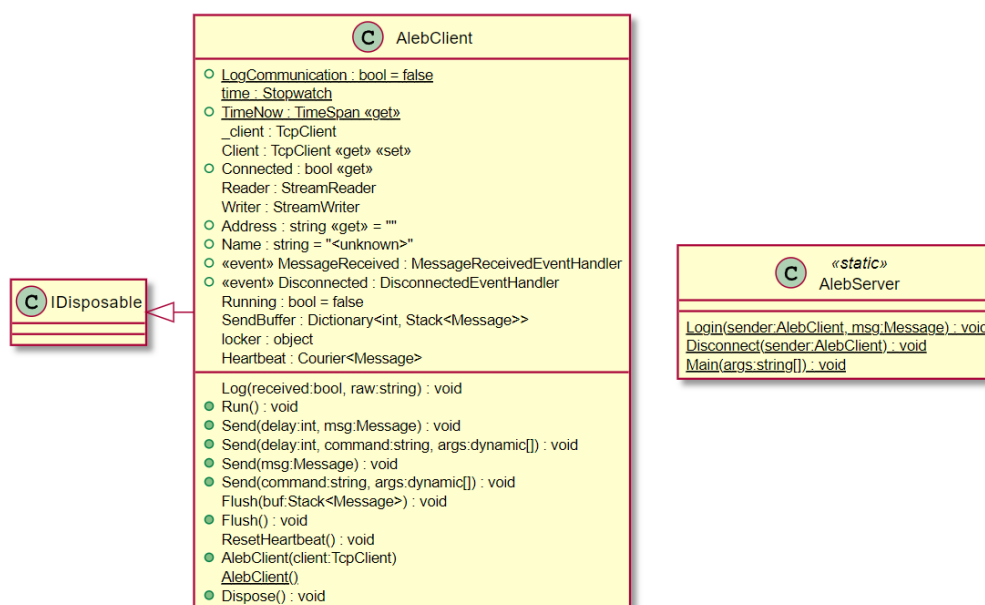 C AlebClient
LogCommunication : bool = false
time : Stopwatch
TimeNow : TimeSpan «get»
_client : TcpClient
Client : TcpClient «get» «set»
Connected : bool «get»
Reader : StreamReader
Writer : StreamWriter
Address : string «get» = ""
Name : string = "<unknown>"
«event» MessageReceived : MessageReceivedEventHandler
«event» Disconnected : DisconnectedEventHandler
Running : bool = false
SendBuffer : Dictionary<int, Stack<Message>>
locker : object
Heartbeat : Courier<Message>
Log(received:bool, raw:string) : void
Run() : void
Send(delay:int, msg:Message) : void
Send(delay:int, command:string, args:dynamic[]) : void
Send(msg:Message) : void
Send(command:string, args:dynamic[]) : void
Flush(buf:Stack<Message>) : void
Flush() : void
ResetHeartbeat() : void
AlebClient(client:TcpClient)
AlebClient()
Dispose() : void
C IDisposable
C «static»
AlebServer
Login(sender:AlebClient, msg:Message) : void
Disconnect(sender:AlebClient) : void
Main(args:string[]) : void